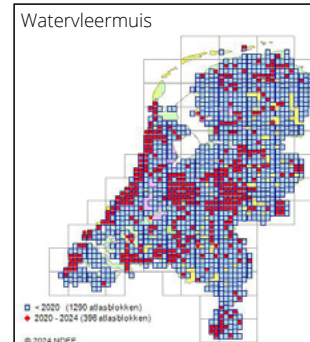 Watervleermuis
< 2020 (1290 atlasblokken)
2020 - 2024 (396 atlasblokken)
© 2024 NDFF